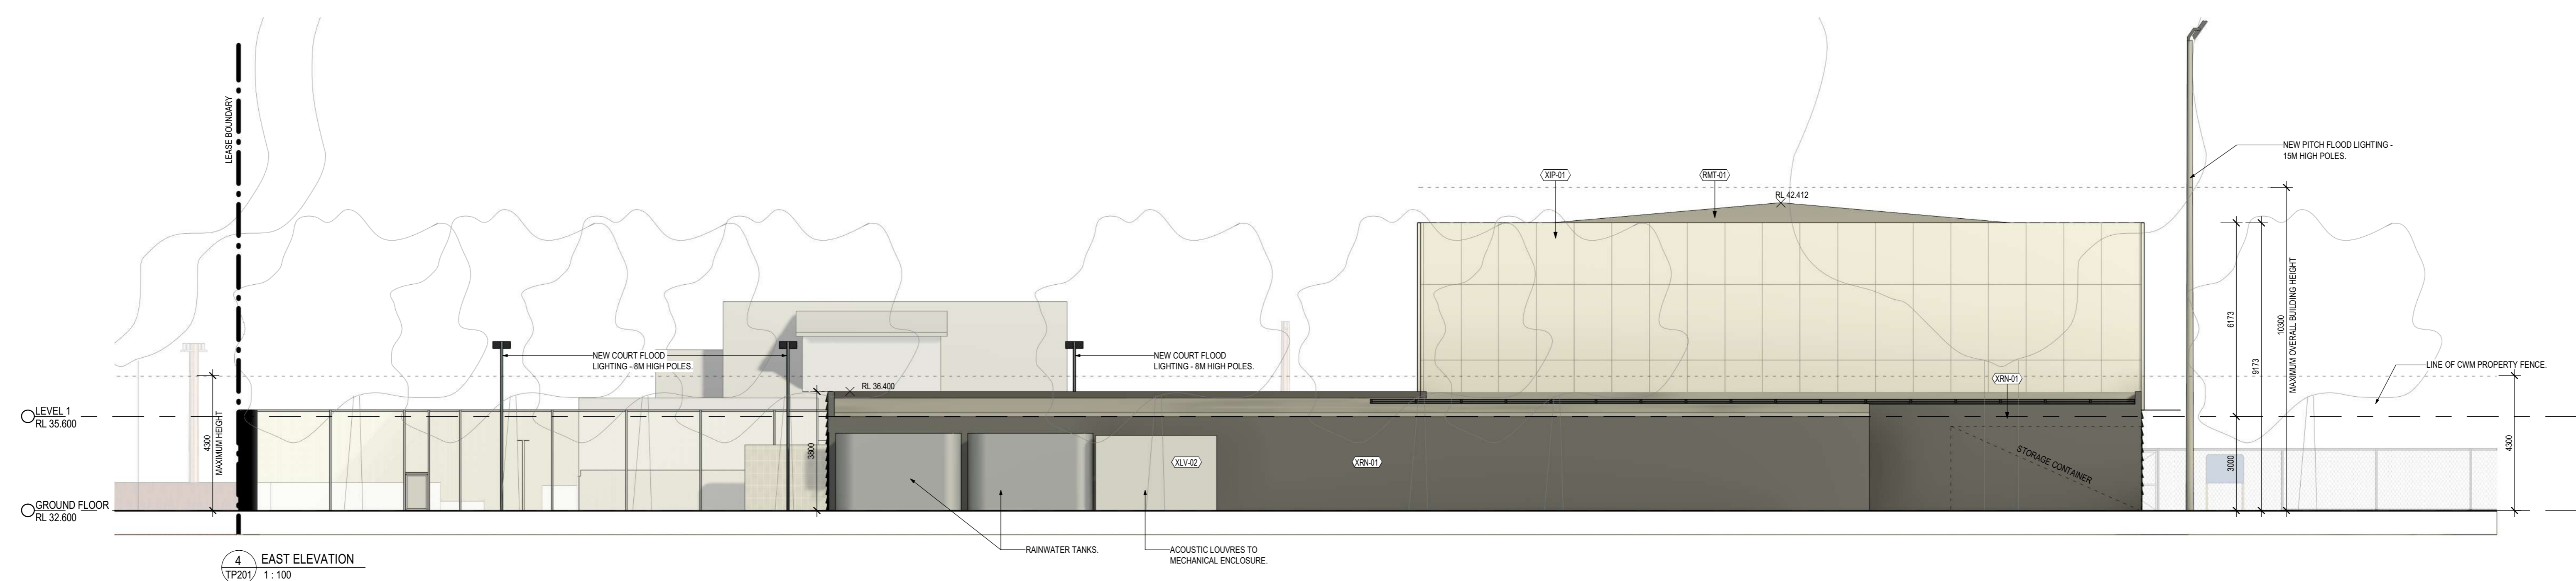 LEASE BOUNDARY
NEW PITCH FLOOD LIGHTING -
15M HIGH POLES.
XIP-01
RMT-01
RL 42.412
6173
9173
10300
MAXIMUM OVERALL BUILDING HEIGHT
NEW COURT FLOOD
LIGHTING - 8M HIGH POLES.
NEW COURT FLOOD
LIGHTING - 8M HIGH POLES.
LINE OF CWM PROPERTY FENCE.
RL 36.400
XRN-01
LEVEL 1
RL 35.600
4300
MAXIMUM HEIGHT
3800
XLV-02
XRN-01
STORAGE CONTAINER
3000
4300
GROUND FLOOR
RL 32.600
RAINWATER TANKS.
ACOUSTIC LOUVRES TO
MECHANICAL ENCLOSURE.
4 EAST ELEVATION
TP201 1 : 100